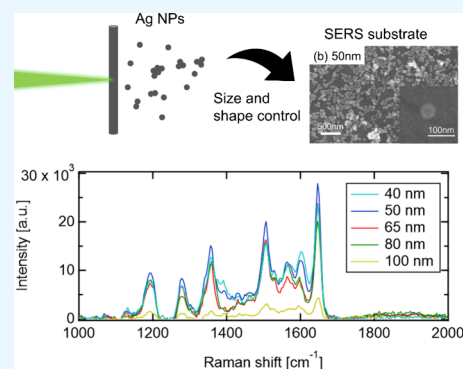 Ag NPs
SERS substrate
(b) 50nm
Size and
shape control
500nm
100nm
30 x 10³
20
10
0
Intensity [a.u.]
40 nm
50 nm
65 nm
80 nm
100 nm
1000 1200 1400 1600 1800 2000
Raman shift [cm⁻¹]